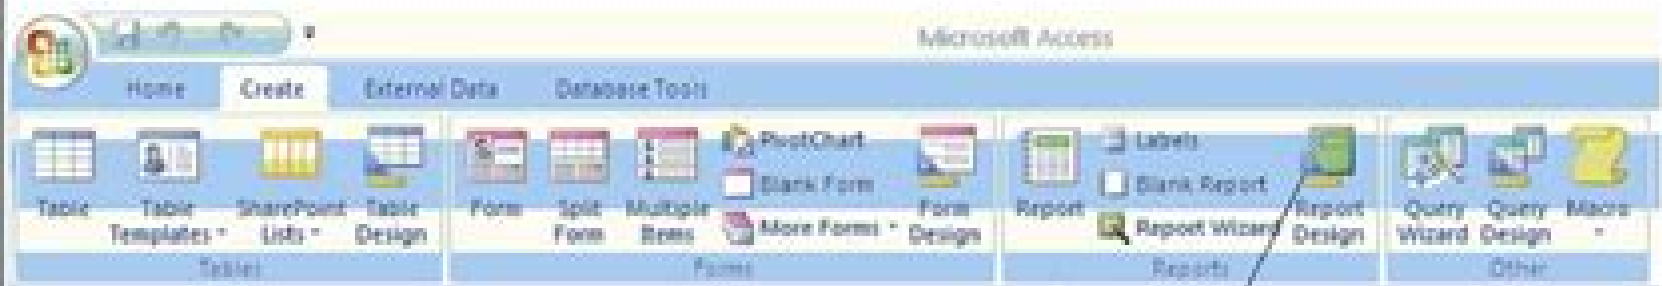 Microsoft Access
Home Create External Data Database Tools
Table
Table Templates
SharePoint Lists
Table Design
Form
Split Form
Multiple Items
PivotChart
Blank Form
More Forms
Form Design
Report
Labels
Blank Report
Report Wizard
Report Design
Query Wizard
Query Design
Macro
Tables Forms Reports Other